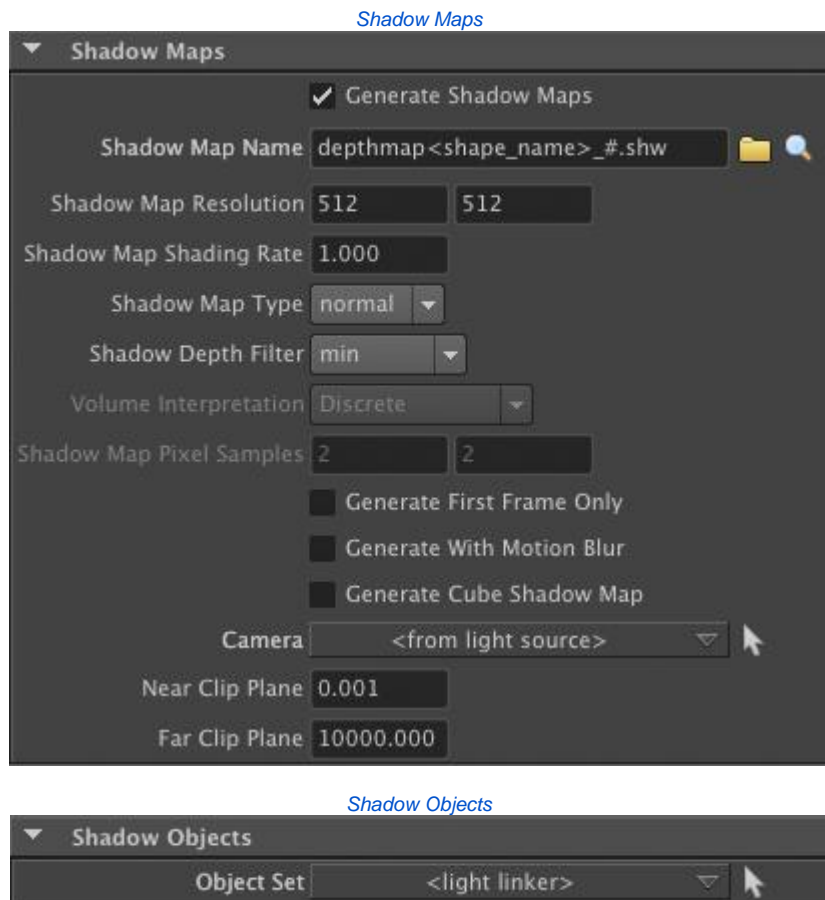 Shadow Maps
Shadow Maps
Generate Shadow Maps
Shadow Map Name depthmap<shape_name>_#.shw
Shadow Map Resolution 512 512
Shadow Map Shading Rate 1.000
Shadow Map Type normal
Shadow Depth Filter min
Volume Interpretation Discrete
Shadow Map Pixel Samples 2 2
Generate First Frame Only
Generate With Motion Blur
Generate Cube Shadow Map
Camera <from light source>
Near Clip Plane 0.001
Far Clip Plane 10000.000
Shadow Objects
Shadow Objects
Object Set <light linker>